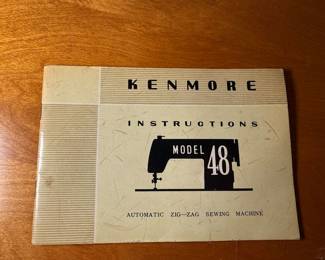 KENMORE
INSTRUCTIONS
MODEL
48
AUTOMATIC ZIG-ZAG SEWING MACHINE